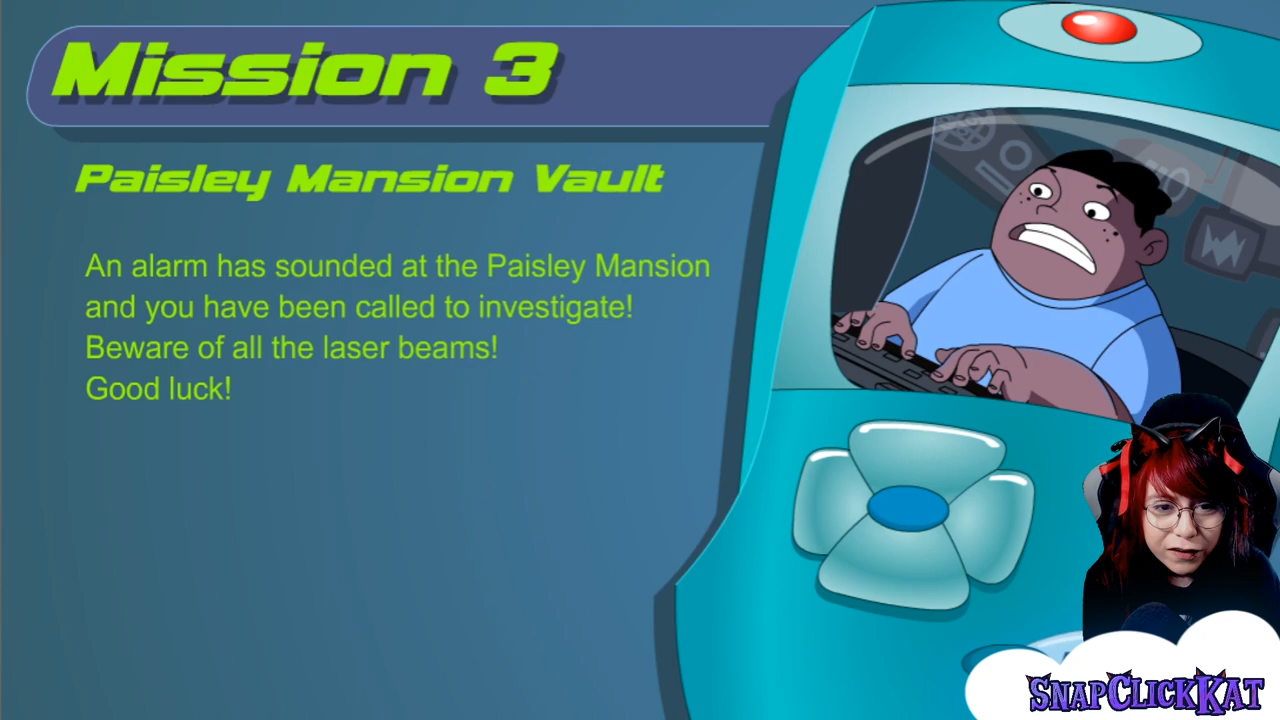 Mission 3
Paisley Mansion Vault
An alarm has sounded at the Paisley Mansion
and you have been called to investigate!
Beware of all the laser beams!
Good luck!
SnapClickKat